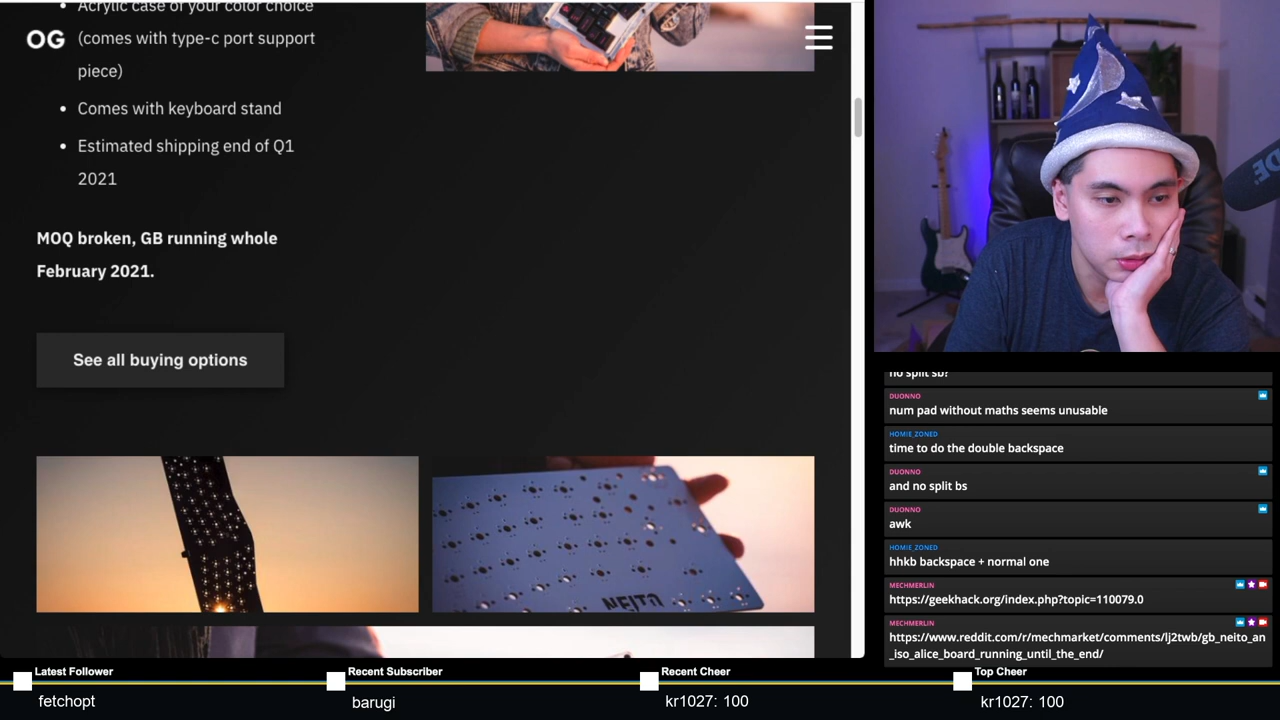 Acrylic case of your color choice
(comes with type-c port support
piece)
OG
Comes with keyboard stand
Estimated shipping end of Q1
2021
MOQ broken, GB running whole
February 2021.
See all buying options
NEITO
no split sb?
DUONNO
num pad without maths seems unusable
HOMIE_ZONED
time to do the double backspace
DUONNO
and no split bs
DUONNO
awk
HOMIE_ZONED
hhkb backspace + normal one
MECHMERLIN
https://geekhack.org/index.php?topic=110079.0
MECHMERLIN
https://www.reddit.com/r/mechmarket/comments/lj2twb/gb_neito_an
_iso_alice_board_running_until_the_end/
Latest Follower
fetchopt
Recent Subscriber
barugi
Recent Cheer
kr1027: 100
Top Cheer
kr1027: 100